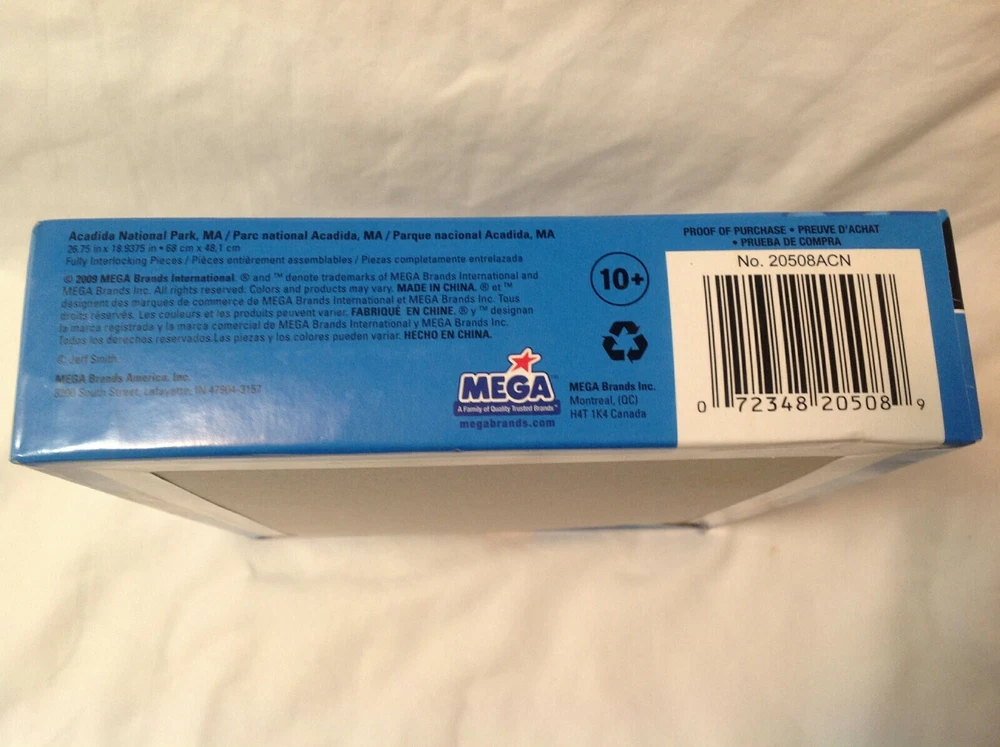 Acadida National Park, MA / Parc national Acadida, MA / Parque nacional Acadida, MA
26.75 in x 18.9375 in • 68 cm x 48,1 cm
Fully Interlocking Pieces / Pièces entièrement assemblables / Piezas completamente entrelazada
© 2009 MEGA Brands International. ® and ™ denote trademarks of MEGA Brands International and
MEGA Brands Inc. All rights reserved. Colors and products may vary. MADE IN CHINA. ® et ™
désignent des marques de commerce de MEGA Brands International et MEGA Brands Inc. Tous
droits réservés. Les couleurs et les produits peuvent varier. FABRIQUÉ EN CHINE. ® y ™ designan
la marca registrada y la marca comercial de MEGA Brands International y MEGA Brands Inc.
Todos los derechos reservados.Las piezas y los colores pueden variar. HECHO EN CHINA.
© Jeff Smith
MEGA Brands America, Inc.
3200 South Street, Lafayette, IN 47904-3157
10+
MEGA
A Family of Quality Trusted Brands™
megabrands.com
MEGA Brands Inc.
Montreal, (QC)
H4T 1K4 Canada
PROOF OF PURCHASE • PREUVE D'ACHAT
• PRUEBA DE COMPRA
No. 20508ACN
0 72348 20508 9